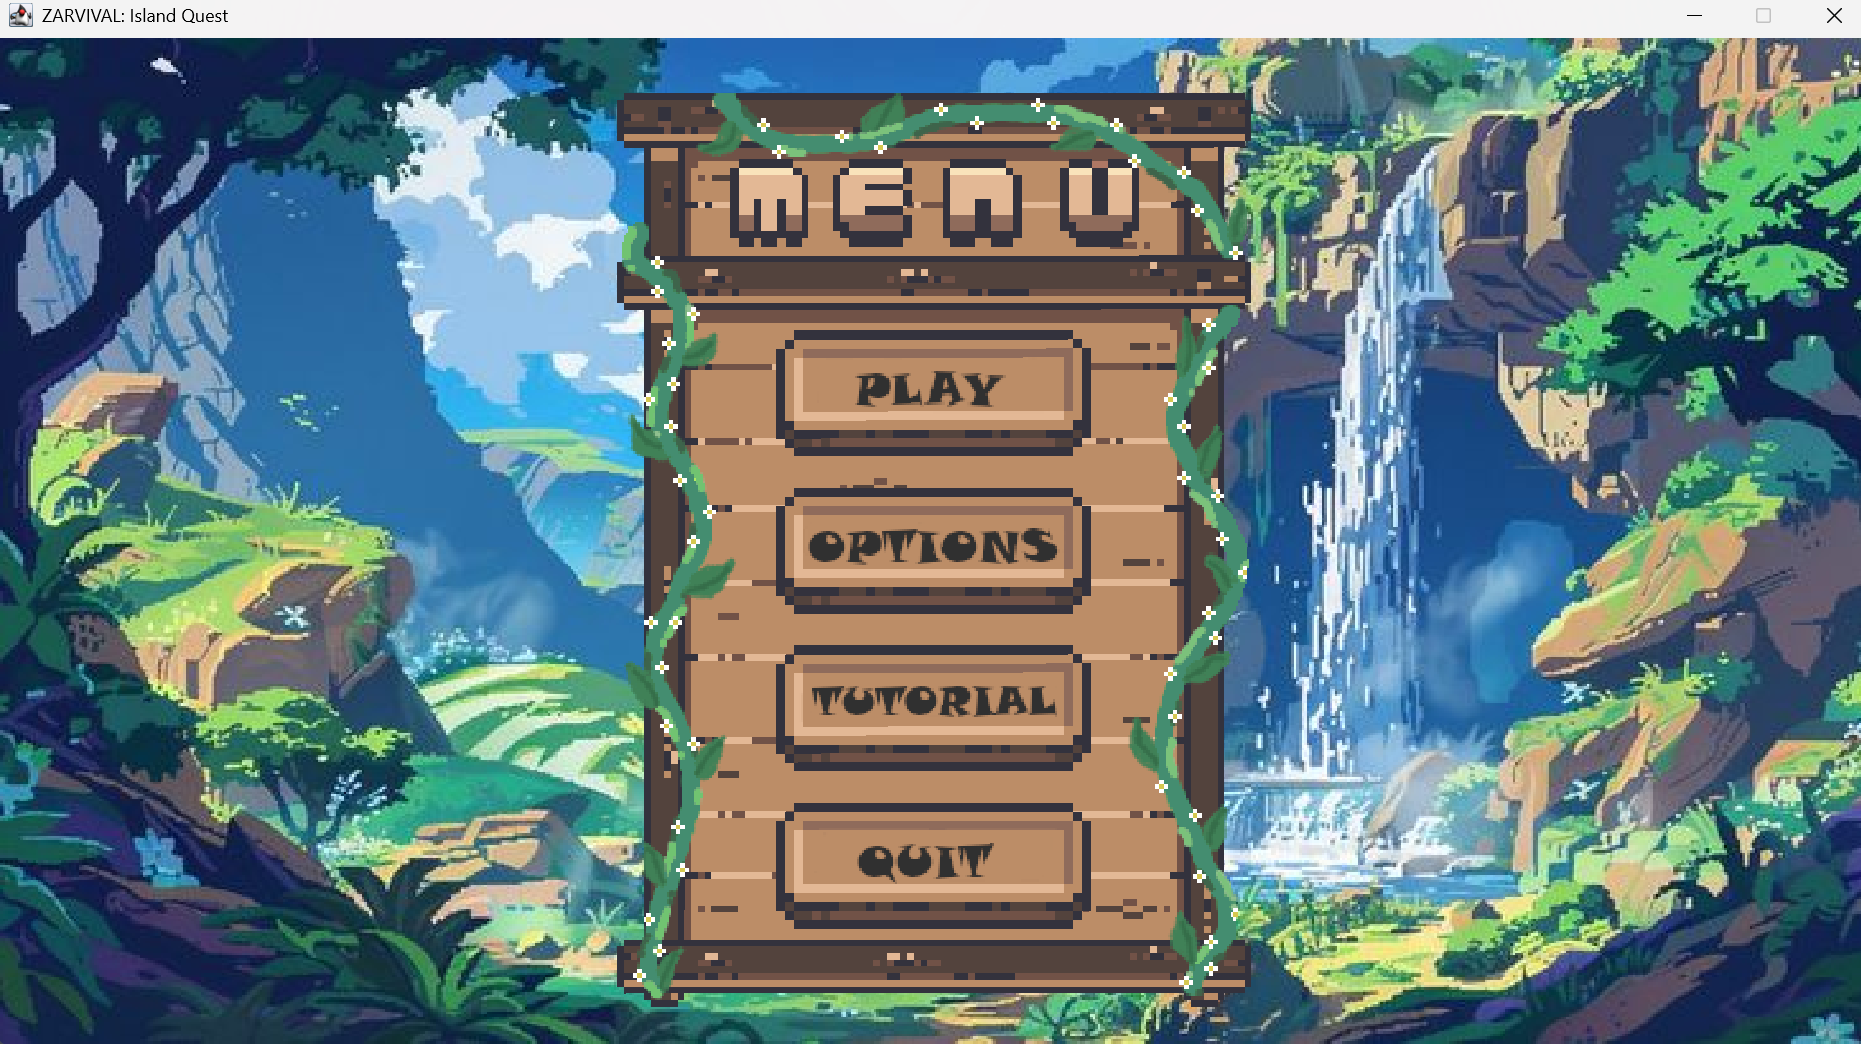 ZARVIVAL: Island Quest
MENU
PLAY
OPTIONS
TUTORIAL
QUIT